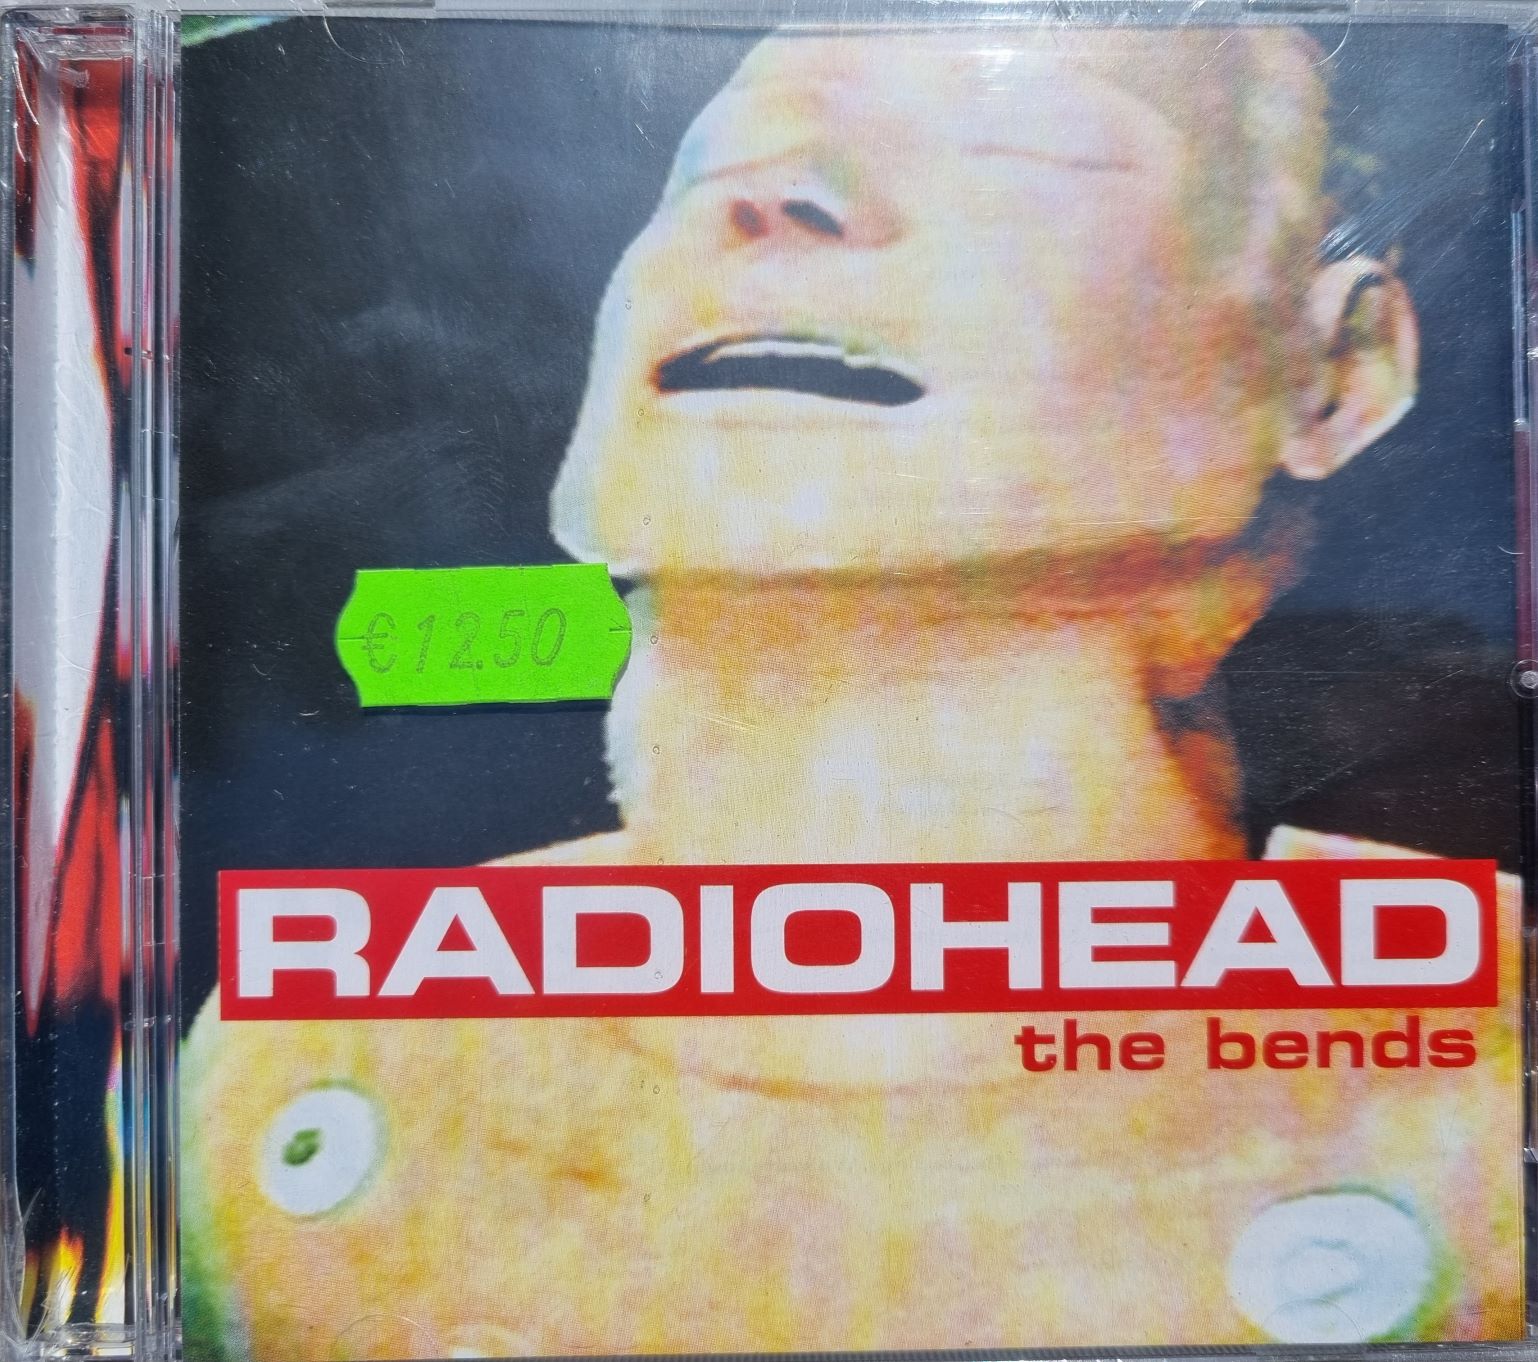 €12.50
RADIOHEAD
the bends